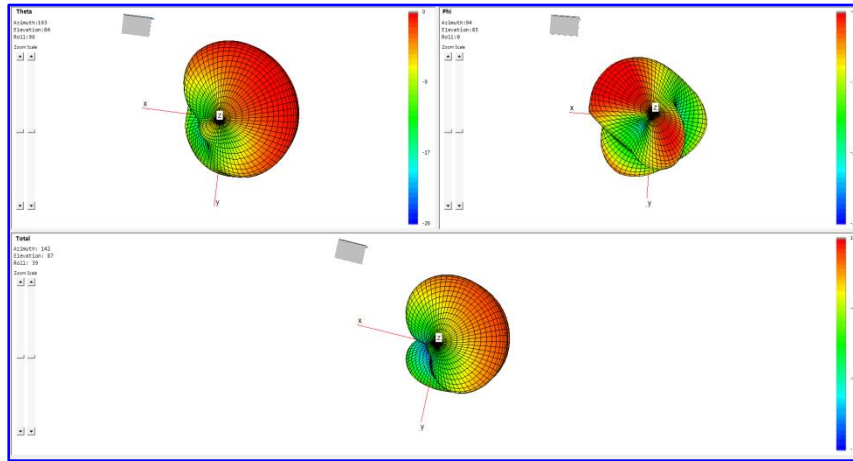 Theta
Azimuth:193
Elevation:84
Roll:96
Zoom Scale
x
z
y
0
-9
-17
-26
Phi
Azimuth:94
Elevation:85
Roll:0
Zoom Scale
x
z
y
Total
Azimuth: 142
Elevation: 87
Roll: 39
Zoom Scale
x
z
y